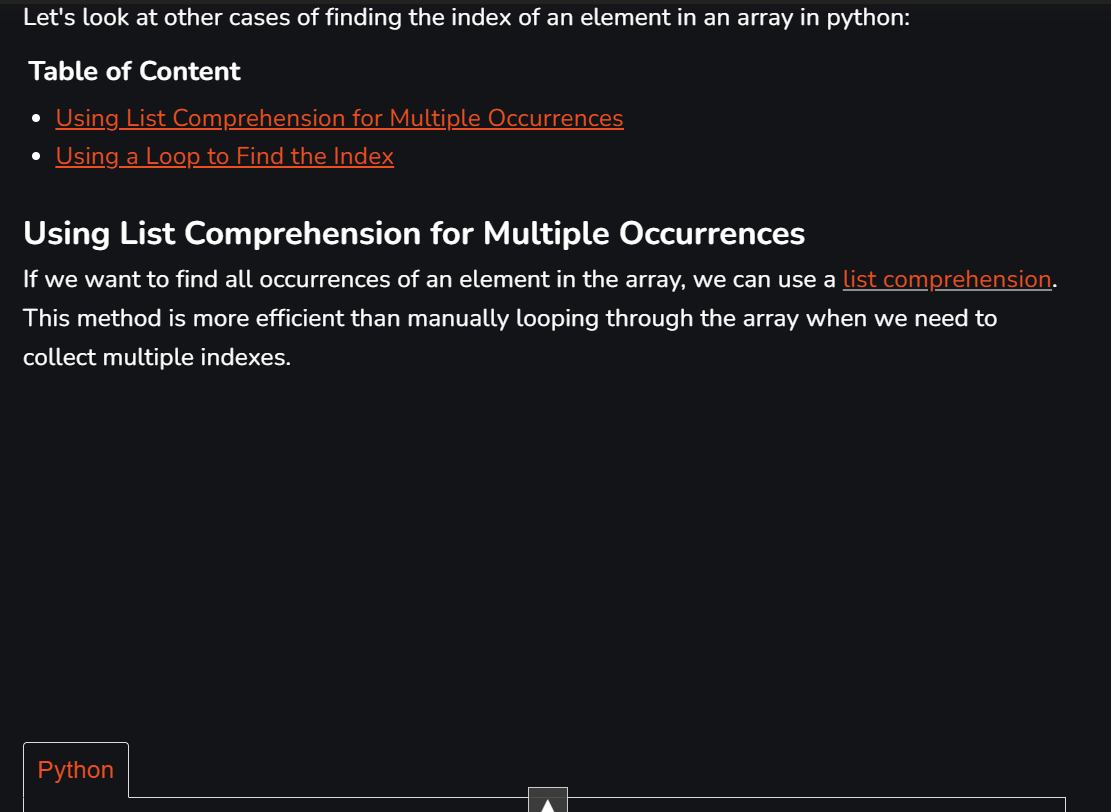 Let's look at other cases of finding the index of an element in an array in python:
Table of Content
Using List Comprehension for Multiple Occurrences
Using a Loop to Find the Index
Using List Comprehension for Multiple Occurrences
If we want to find all occurrences of an element in the array, we can use a list comprehension.
This method is more efficient than manually looping through the array when we need to
collect multiple indexes.
Python